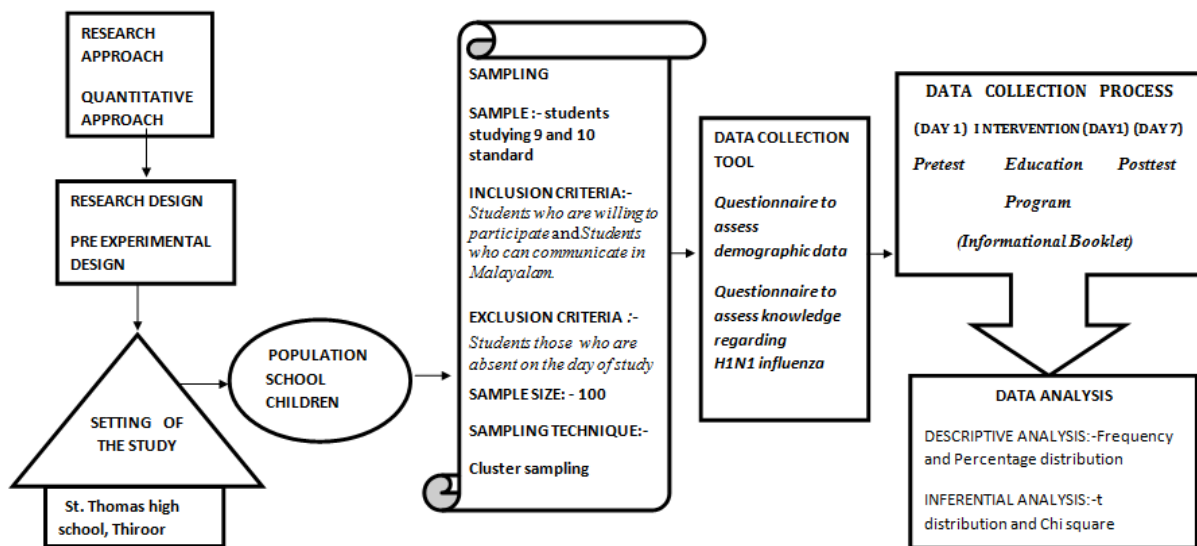 RESEARCH
APPROACH
QUANTITATIVE
APPROACH
RESEARCH DESIGN
PRE EXPERIMENTAL
DESIGN
SETTING OF
THE STUDY
St. Thomas high
school, Thiroor
POPULATION
SCHOOL
CHILDREN
SAMPLING
SAMPLE :- students
studying 9 and 10
standard
INCLUSION CRITERIA:-
Students who are willing to
participate and Students
who can communicate in
Malayalam.
EXCLUSION CRITERIA :-
Students those who are
absent on the day of study
SAMPLE SIZE: - 100
SAMPLING TECHNIQUE:-
Cluster sampling
DATA COLLECTION
TOOL
Questionnaire to
assess
demographic data
Questionnaire to
assess knowledge
regarding
H1N1 influenza
DATA COLLECTION PROCESS
(DAY 1) INTERVENTION (DAY1) (DAY 7)
Pretest Education Posttest
Program
(Informational Booklet)
DATA ANALYSIS
DESCRIPTIVE ANALYSIS:-Frequency
and Percentage distribution
INFERENTIAL ANALYSIS:-t
distribution and Chi square